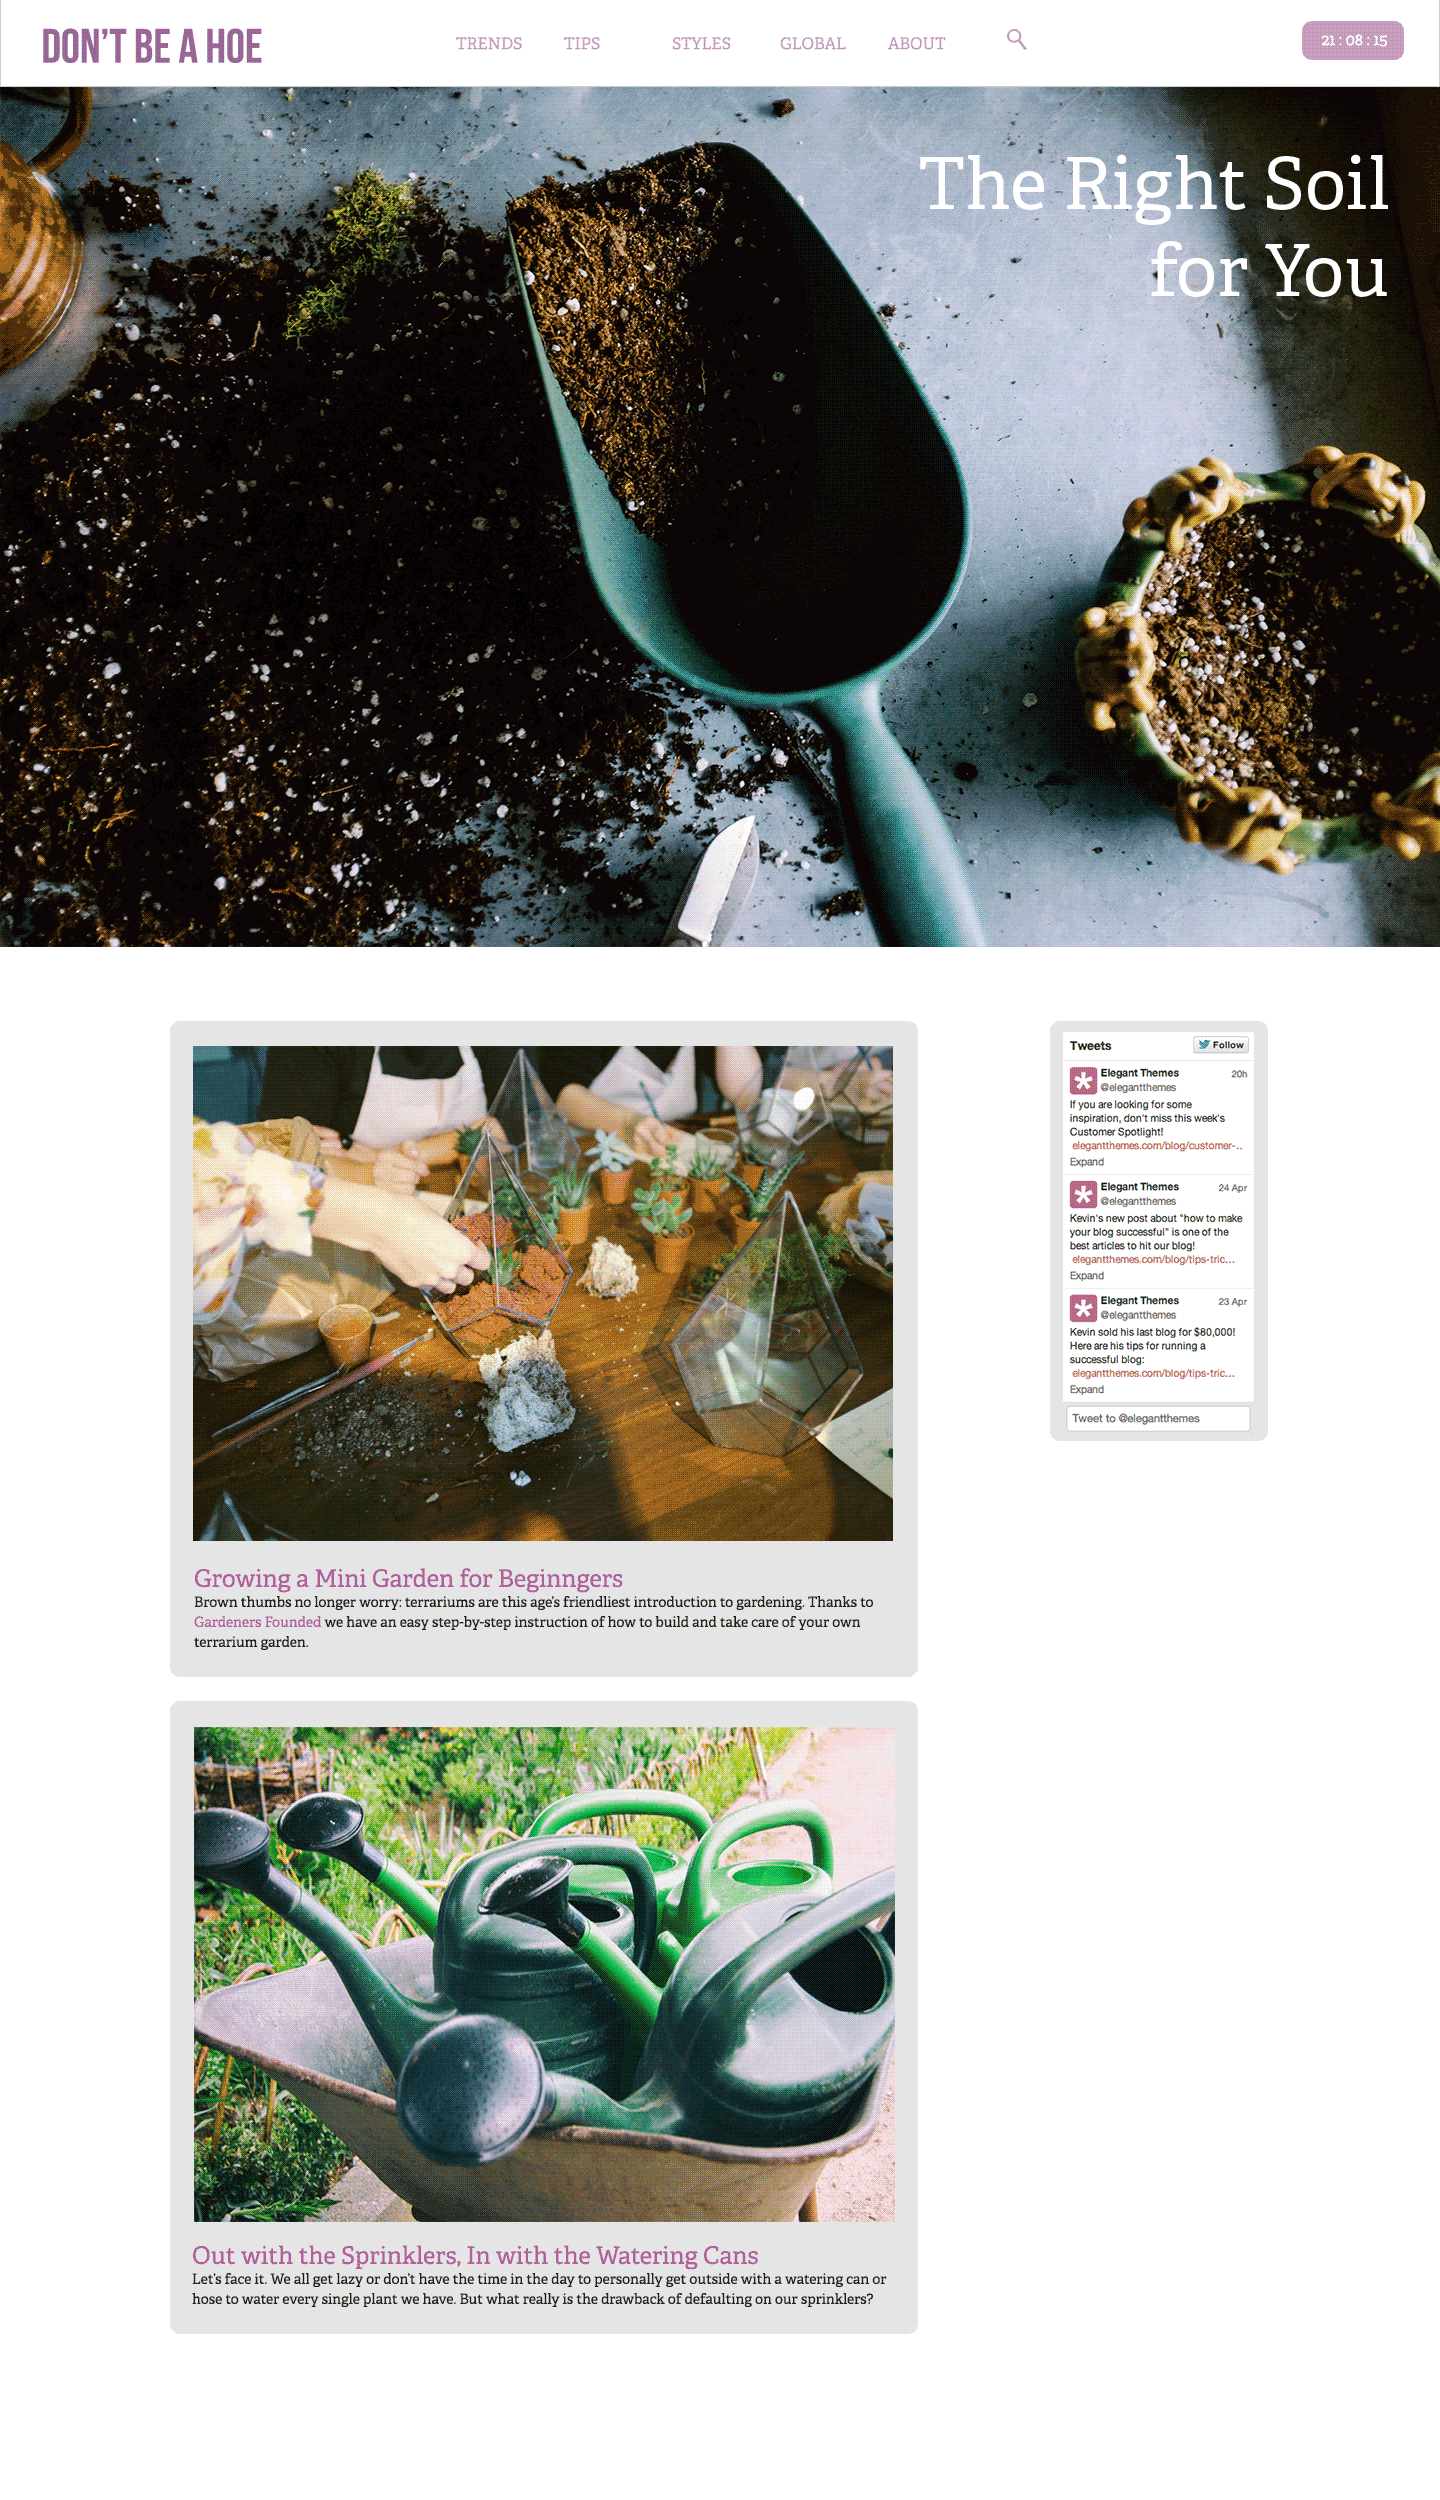 DON'T BE A HOE
TRENDS TIPS STYLES GLOBAL ABOUT
21 : 08 : 15
The Right Soil
for You
Tweets
Follow
Elegant Themes 20h
@elegantthemes
If you are looking for some
inspiration, don't miss this week's
Customer Spotlight!
elegantthemes.com/blog/customer-..
Expand
Elegant Themes 24 Apr
@elegantthemes
Kevin's new post about "how to make
your blog successful" is one of the
best articles to hit our blog!
elegantthemes.com/blog/tips-tric...
Expand
Elegant Themes 23 Apr
@elegantthemes
Kevin sold his last blog for $80,000!
Here are his tips for running a
successful blog:
elegantthemes.com/blog/tips-tric...
Expand
Tweet to @elegantthemes
Growing a Mini Garden for Beginngers
Brown thumbs no longer worry: terrariums are this age's friendliest introduction to gardening. Thanks to
Gardeners Founded we have an easy step-by-step instruction of how to build and take care of your own
terrarium garden.
Out with the Sprinklers, In with the Watering Cans
Let's face it. We all get lazy or don't have the time in the day to personally get outside with a watering can or
hose to water every single plant we have. But what really is the drawback of defaulting on our sprinklers?